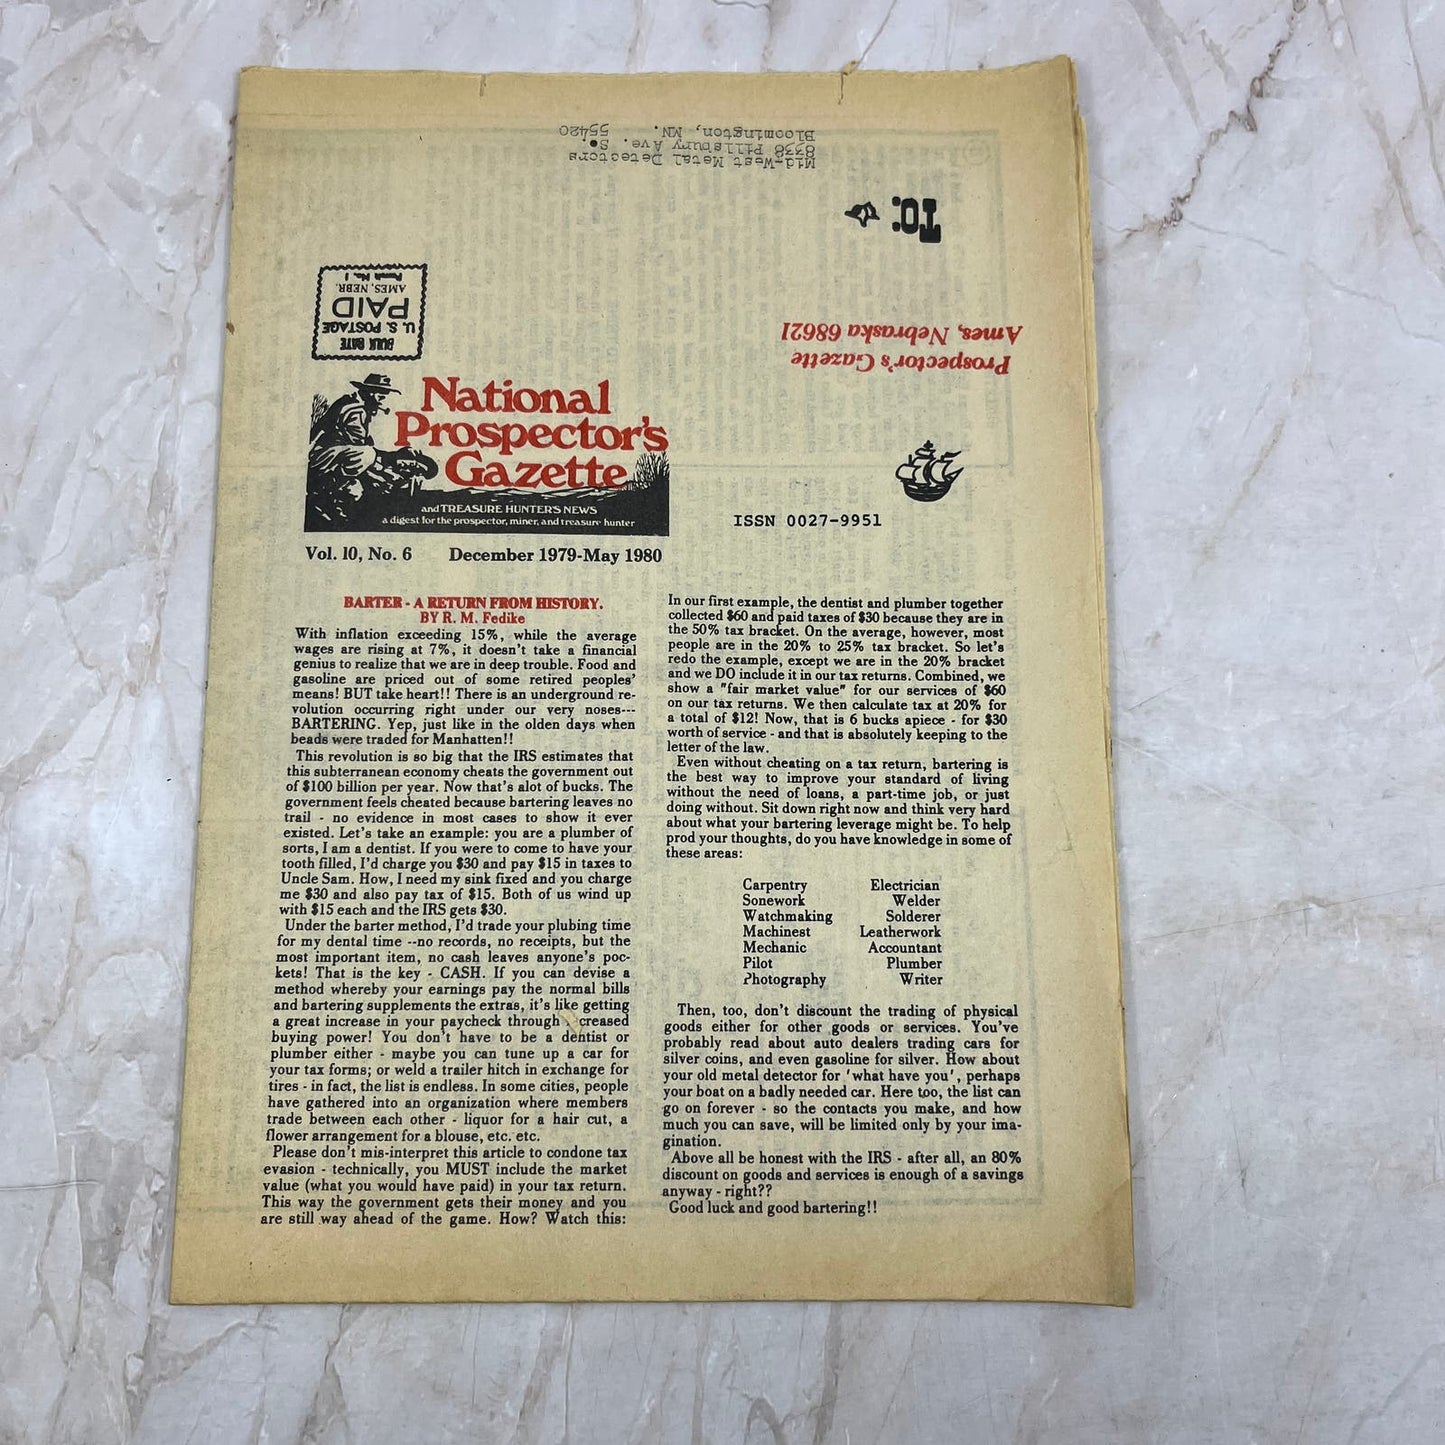 Mid-West Metal Detectors
8338 Pillsbury Ave. So.
Bloomington, MN. 55420
TO:
BULK RATE
U. S. POSTAGE
PAID
AMES, NEBR.
Permit No. 1
Prospector's Gazette
Ames, Nebraska 68621
National
Prospector's
Gazette
and TREASURE HUNTER'S NEWS
a digest for the prospector, miner, and treasure hunter
ISSN 0027-9951
Vol. 10, No. 6 December 1979-May 1980
BARTER - A RETURN FROM HISTORY.
BY R. M. Fedike
With inflation exceeding 15%, while the average
wages are rising at 7%, it doesn't take a financial
genius to realize that we are in deep trouble. Food and
gasoline are priced out of some retired peoples'
means! BUT take heart!! There is an underground re-
volution occurring right under our very noses---
BARTERING. Yep, just like in the olden days when
beads were traded for Manhatten!!
This revolution is so big that the IRS estimates that
this subterranean economy cheats the government out
of $100 billion per year. Now that's alot of bucks. The
government feels cheated because bartering leaves no
trail - no evidence in most cases to show it ever
existed. Let's take an example: you are a plumber of
sorts, I am a dentist. If you were to come to have your
tooth filled, I'd charge you $30 and pay $15 in taxes to
Uncle Sam. How, I need my sink fixed and you charge
me $30 and also pay tax of $15. Both of us wind up
with $15 each and the IRS gets $30.
Under the barter method, I'd trade your plubing time
for my dental time --no records, no receipts, but the
most important item, no cash leaves anyone's poc-
kets! That is the key - CASH. If you can devise a
method whereby your earnings pay the normal bills
and bartering supplements the extras, it's like getting
a great increase in your paycheck through creased
buying power! You don't have to be a dentist or
plumber either - maybe you can tune up a car for
your tax forms; or weld a trailer hitch in exchange for
tires - in fact, the list is endless. In some cities, people
have gathered into an organization where members
trade between each other - liquor for a hair cut, a
flower arrangement for a blouse, etc. etc.
Please don't mis-interpret this article to condone tax
evasion - technically, you MUST include the market
value (what you would have paid) in your tax return.
This way the government gets their money and you
are still way ahead of the game. How? Watch this:
In our first example, the dentist and plumber together
collected $60 and paid taxes of $30 because they are in
the 50% tax bracket. On the average, however, most
people are in the 20% to 25% tax bracket. So let's
redo the example, except we are in the 20% bracket
and we DO include it in our tax returns. Combined, we
show a "fair market value" for our services of $60
on our tax returns. We then calculate tax at 20% for
a total of $12! Now, that is 6 bucks apiece - for $30
worth of service - and that is absolutely keeping to the
letter of the law.
Even without cheating on a tax return, bartering is
the best way to improve your standard of living
without the need of loans, a part-time job, or just
doing without. Sit down right now and think very hard
about what your bartering leverage might be. To help
prod your thoughts, do you have knowledge in some of
these areas:
Carpentry Electrician
Sonework Welder
Watchmaking Solderer
Machinest Leatherwork
Mechanic Accountant
Pilot Plumber
Photography Writer
Then, too, don't discount the trading of physical
goods either for other goods or services. You've
probably read about auto dealers trading cars for
silver coins, and even gasoline for silver. How about
your old metal detector for 'what have you', perhaps
your boat on a badly needed car. Here too, the list can
go on forever - so the contacts you make, and how
much you can save, will be limited only by your ima-
gination.
Above all be honest with the IRS - after all, an 80%
discount on goods and services is enough of a savings
anyway - right??
Good luck and good bartering!!